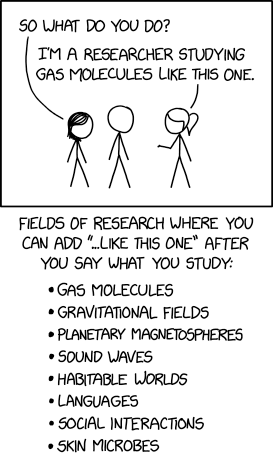 SO WHAT DO YOU DO?
I'M A RESEARCHER STUDYING
GAS MOLECULES LIKE THIS ONE.
FIELDS OF RESEARCH WHERE YOU
CAN ADD "...LIKE THIS ONE" AFTER
YOU SAY WHAT YOU STUDY:
• GAS MOLECULES
• GRAVITATIONAL FIELDS
• PLANETARY MAGNETOSPHERES
• SOUND WAVES
• HABITABLE WORLDS
• LANGUAGES
• SOCIAL INTERACTIONS
• SKIN MICROBES